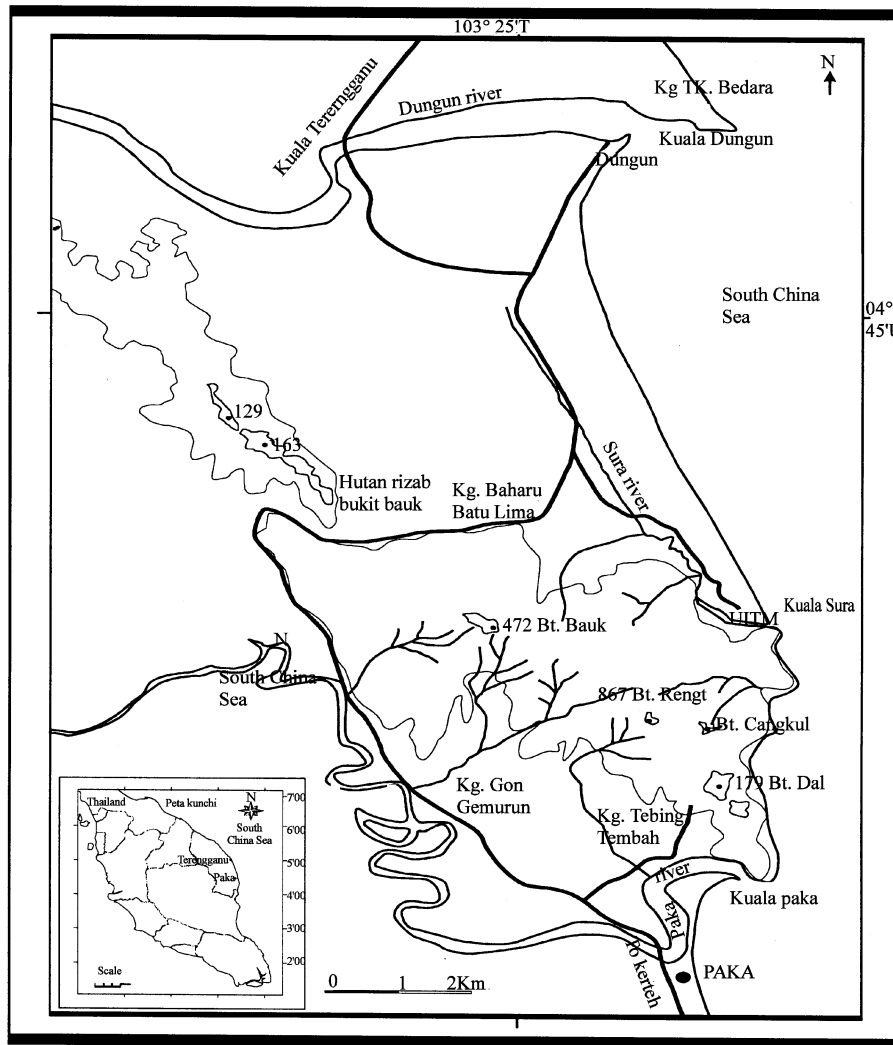 103° 25'T
N
Kg TK. Bedara
Kuala Tererngganu
Dungun river
Kuala Dungun
Dungun
South China
Sea
04°
45'U
129
163
Hutan rizab
bukit bauk
Kg. Baharu
Batu Lima
Sura river
UITM
Kuala Sura
472 Bt. Bauk
N
South China
Sea
867 Bt. Rengt
Bt. Cangkul
179 Bt. Dal
Kg. Gon
Gemurun
Kg. Tebing
Tembah
river
Paka
Kuala paka
To kerteh
PAKA
0 1 2Km
Thailand
Peta kunchi
N
South
China Sea
Terengganu
Paka
7'00
6'00
5'00
4'00
3'00
2'00
Scale